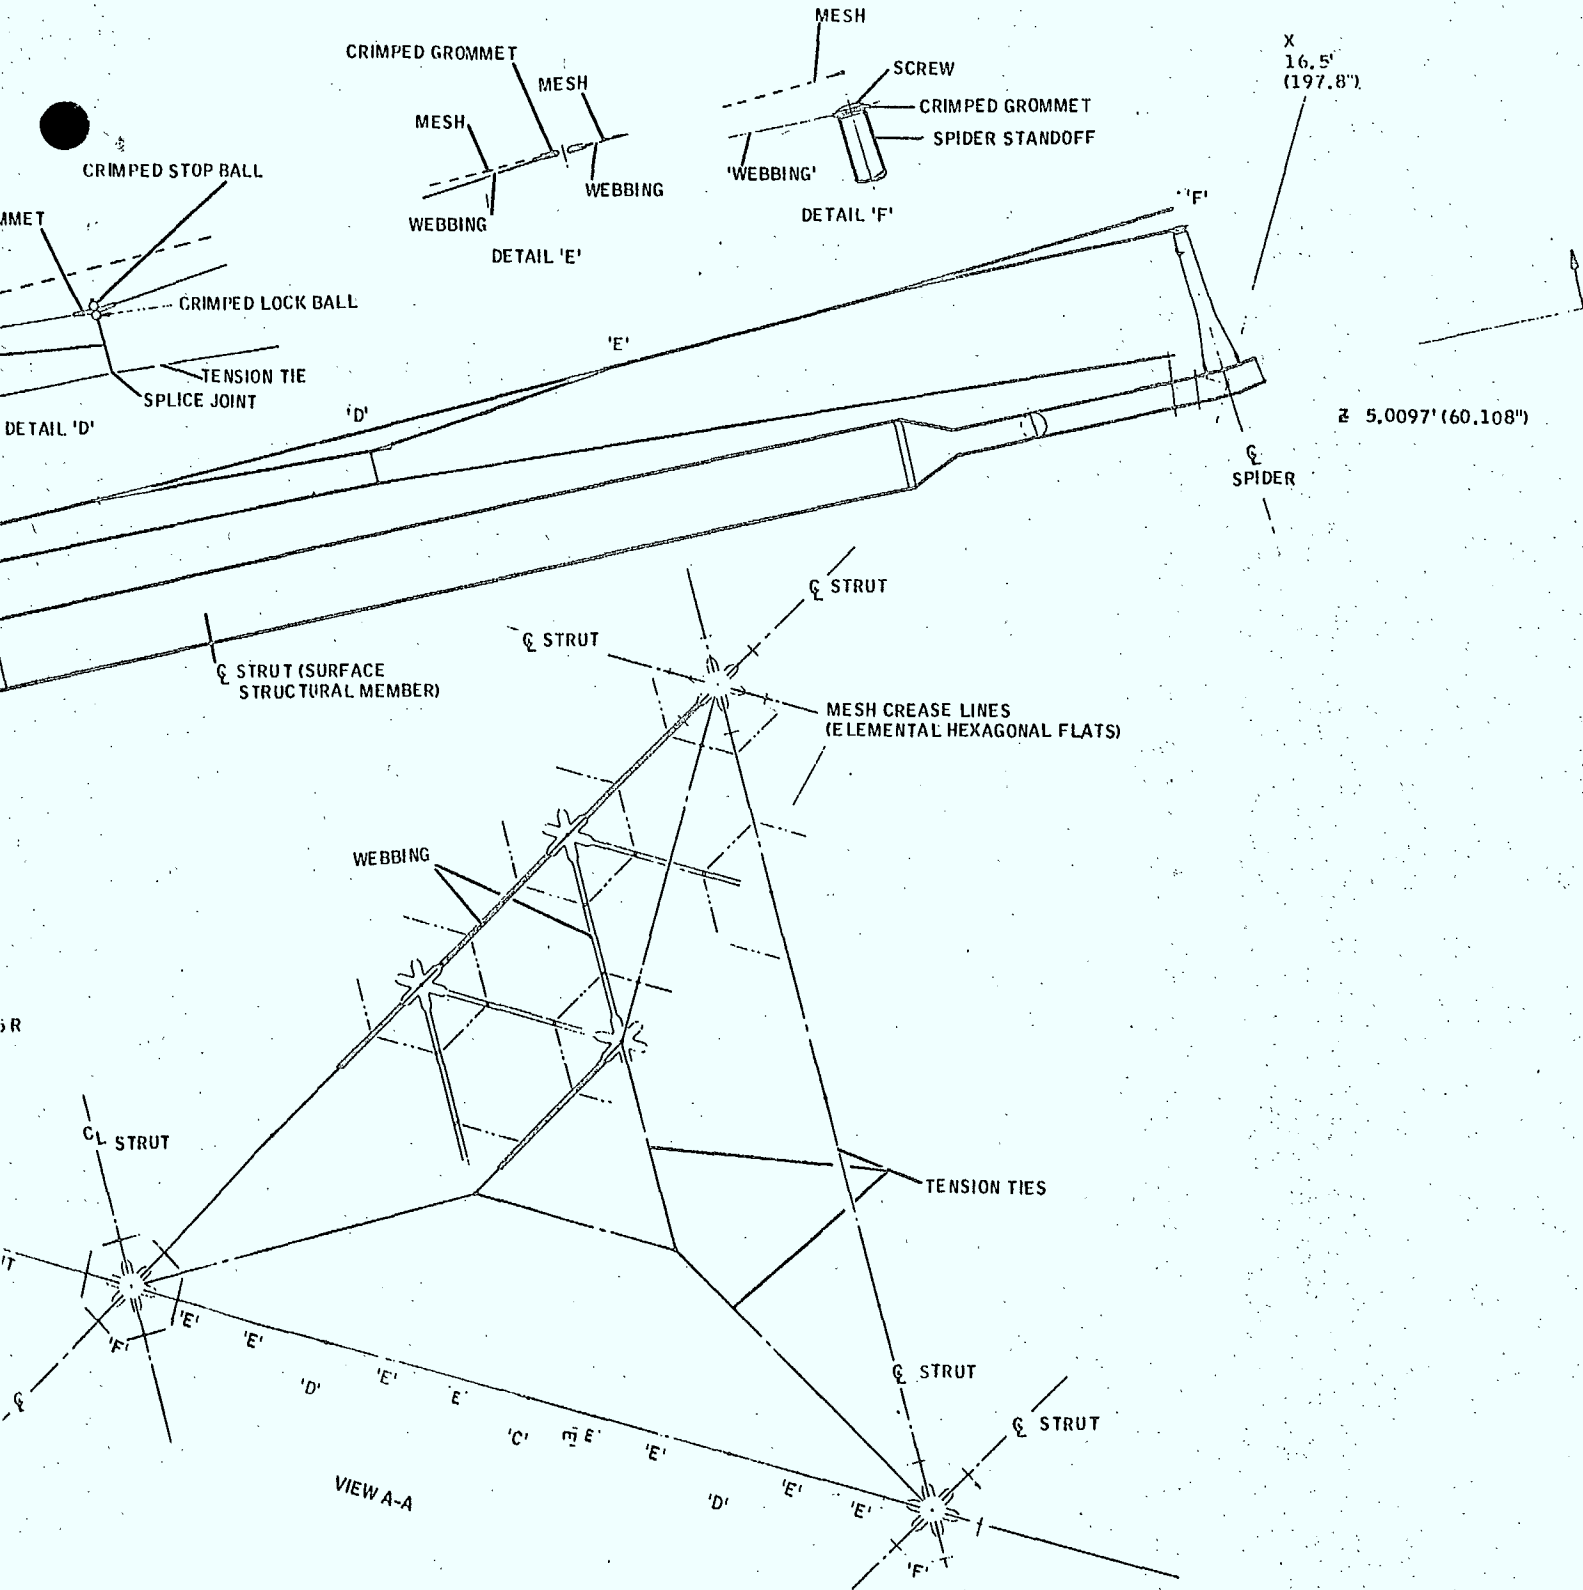 MESH
CRIMPED GROMMET
MESH
MESH
WEBBING
WEBBING
DETAIL 'E'
SCREW
CRIMPED GROMMET
SPIDER STANDOFF
'WEBBING'
DETAIL 'F'
X
16.5'
(197.8")
CRIMPED STOP BALL
MMET
CRIMPED LOCK BALL
TENSION TIE
SPLICE JOINT
DETAIL 'D'
'D'
'E'
'F'
Z 5.0097' (60.108")
℄
SPIDER
℄ STRUT (SURFACE
STRUCTURAL MEMBER)
℄ STRUT
℄ STRUT
MESH CREASE LINES
(ELEMENTAL HEXAGONAL FLATS)
WEBBING
R
CL STRUT
TENSION TIES
'E'
'F'
'E'
'D'
'E'
'E'
'C'
E'
'E'
'D'
'E'
'E'
'F'
℄
℄ STRUT
℄ STRUT
VIEW A-A